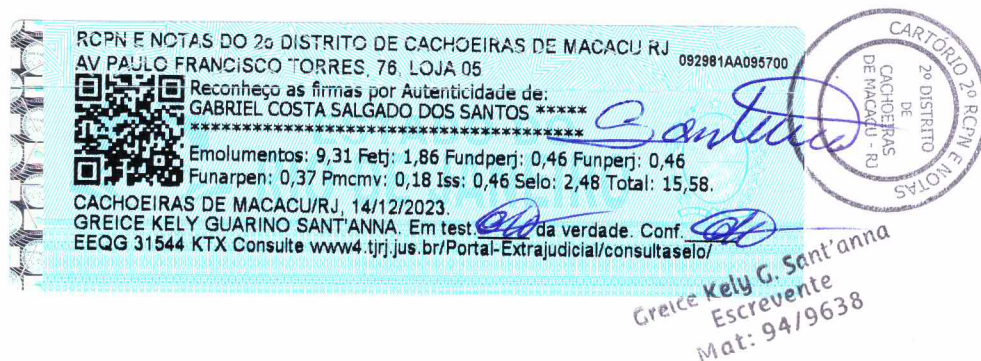 RCPN E NOTAS DO 2o DISTRITO DE CACHOEIRAS DE MACACU RJ
AV PAULO FRANCISCO TORRES, 76, LOJA 05
092981AA095700
Reconheço as firmas por Autenticidade de:
GABRIEL COSTA SALGADO DOS SANTOS *****
***************************************
Emolumentos: 9,31 Fetj: 1,86 Fundperj: 0,46 Funperj: 0,46
Funarpen: 0,37 Pmcmv: 0,18 Iss: 0,46 Selo: 2,48 Total: 15,58.
CACHOEIRAS DE MACACU/RJ, 14/12/2023.
GREICE KELY GUARINO SANT'ANNA. Em test. da verdade. Conf.
EEQG 31544 KTX Consulte www4.tjrj.jus.br/Portal-Extrajudicial/consultaselo/
CARTÓRIO 2º RCPN E NOTAS
2º DISTRITO
DE
CACHOEIRAS
DE MACACU - RJ
Greice Kely G. Sant'anna
Escrevente
Mat: 94/9638